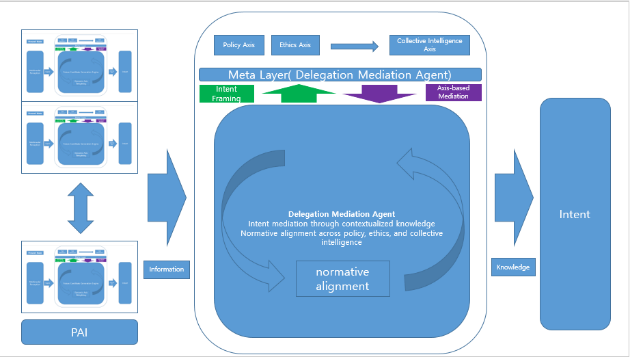 Policy Axis
Ethics Axis
Collective Intelligence
Axis
Meta Layer( Delegation Mediation Agent)
Intent
Framing
Axis-based
Mediation
Delegation Mediation Agent
Intent mediation through contextualized knowledge
Normative alignment across policy, ethics, and collective
intelligence
normative
alignment
Information
Knowledge
Intent
PAI